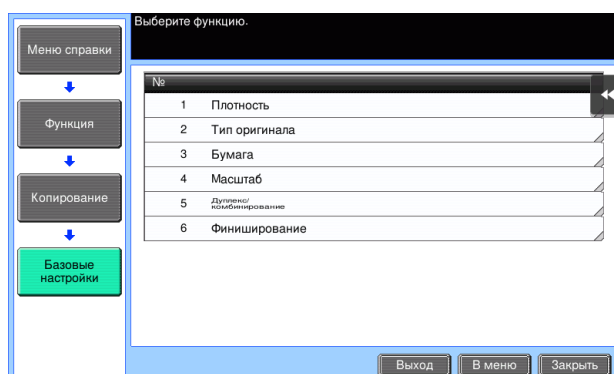 Выберите функцию.
Меню справки
Функция
Копирование
Базовые
настройки
№
1 Плотность
2 Тип оригинала
3 Бумага
4 Масштаб
5 Дуплекс/
комбинирование
6 Финиширование
Выход
В меню
Закрыть